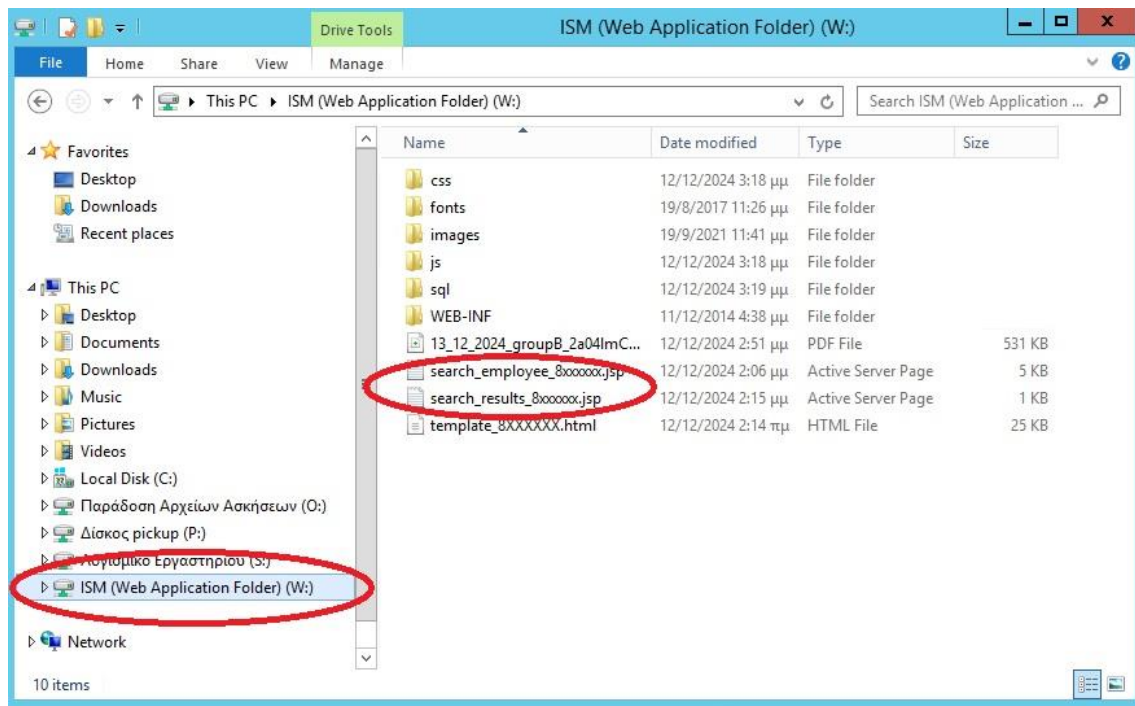 Drive Tools ISM (Web Application Folder) (W:)
File Home Share View Manage
This PC ISM (Web Application Folder) (W:) Search ISM (Web Application ...
Name Date modified Type Size
Favorites
Desktop
Downloads
Recent places
This PC
Desktop
Documents
Downloads
Music
Pictures
Videos
Local Disk (C:)
Παράδοση Αρχείων Ασκήσεων (O:)
Δίσκος pickup (P:)
Λογισμικό Εργαστηρίου (S:)
ISM (Web Application Folder) (W:)
Network
css 12/12/2024 3:18 μμ File folder
fonts 19/8/2017 11:26 μμ File folder
images 19/9/2021 11:41 μμ File folder
js 12/12/2024 3:18 μμ File folder
sql 12/12/2024 3:19 μμ File folder
WEB-INF 11/12/2014 4:38 μμ File folder
13_12_2024_groupB_2a04lmC... 12/12/2024 2:51 μμ PDF File 531 KB
search_employee_8xxxxxx.jsp 12/12/2024 2:06 μμ Active Server Page 5 KB
search_results_8xxxxxx.jsp 12/12/2024 2:15 μμ Active Server Page 1 KB
template_8XXXXXX.html 12/12/2024 2:14 πμ HTML File 25 KB
10 items